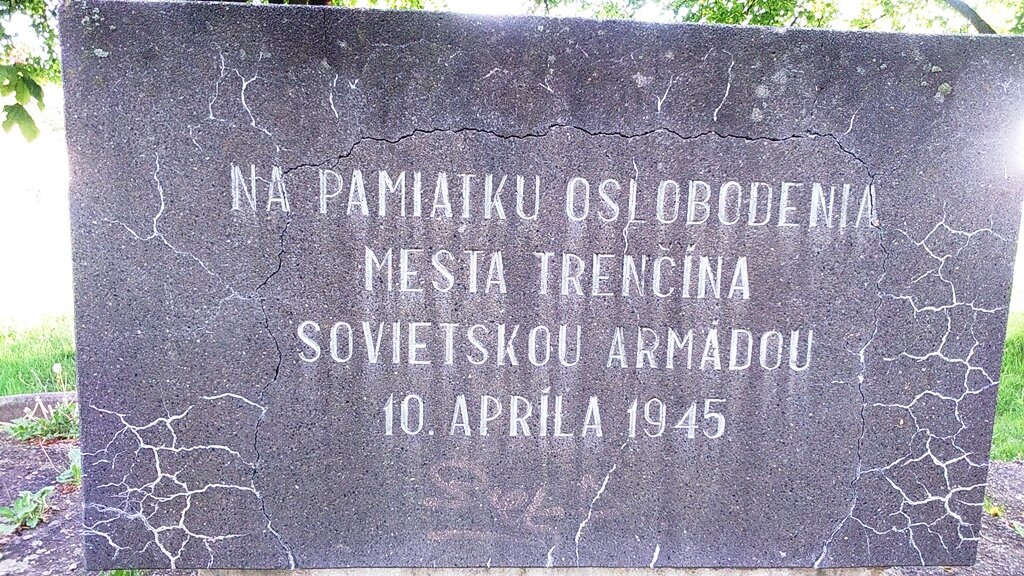 NA PAMIATKU OSLOBODENIA
MESTA TRENČÍNA
SOVIETSKOU ARMÁDOU
10. APRÍLA 1945